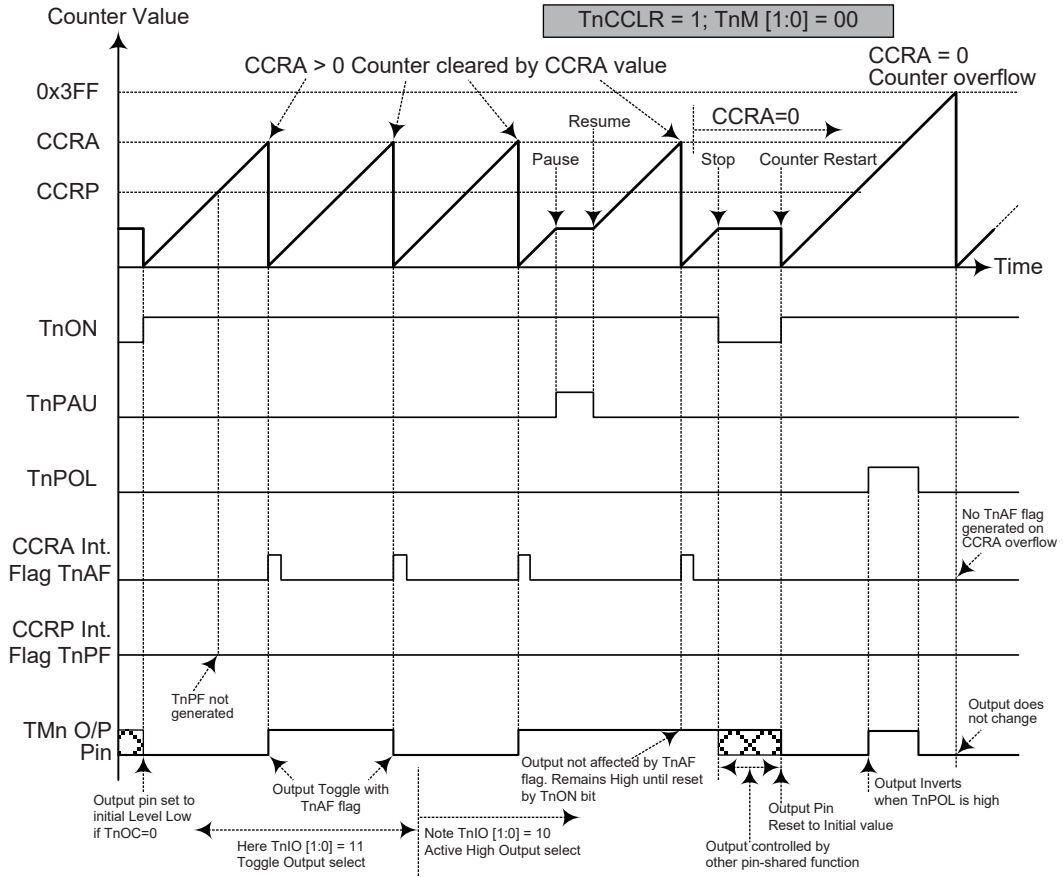 Counter Value
TnCCLR = 1; TnM [1:0] = 00
CCRA > 0 Counter cleared by CCRA value
CCRA = 0
Counter overflow
0x3FF
CCRA=0
Resume
CCRA
Pause
Stop
Counter Restart
CCRP
Time
TnON
TnPAU
TnPOL
No TnAF flag
generated on
CCRA overflow
CCRA Int.
Flag TnAF
CCRP Int.
Flag TnPF
TnPF not
generated
Output does
not change
TMn O/P
Pin
Output pin set to
initial Level Low
if TnOC=0
Output Toggle with
TnAF flag
Output not affected by TnAF
flag. Remains High until reset
by TnON bit
Output Inverts
when TnPOL is high
Output Pin
Reset to Initial value
Here TnIO [1:0] = 11
Toggle Output select
Note TnIO [1:0] = 10
Active High Output select
Output controlled by
other pin-shared function